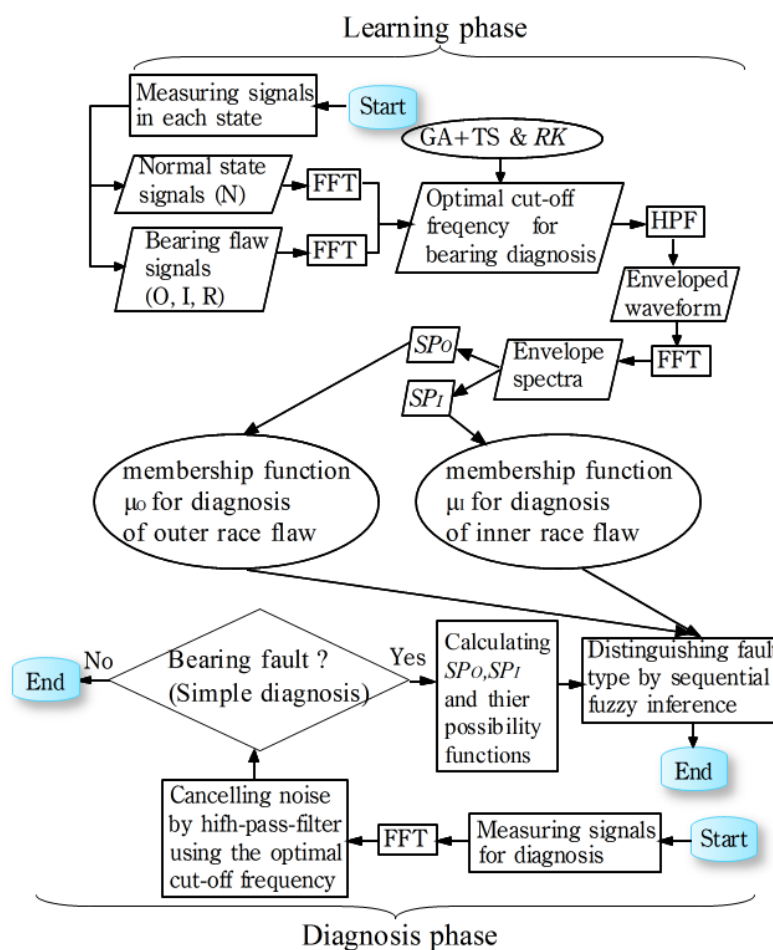 Learning phase
Measuring signals
in each state
Start
GA+TS & RK
Normal state
signals (N)
FFT
Optimal cut-off
freqency for
bearing diagnosis
HPF
Bearing flaw
signals
(O, I, R)
FFT
Enveloped
waveform
SPO
Envelope
spectra
FFT
SPI
membership function
μO for diagnosis
of outer race flaw
membership function
μI for diagnosis
of inner race flaw
No
Bearing fault ?
(Simple diagnosis)
Yes
End
Calculating
SPO,SPI
and thier
possibility
functions
Distinguishing fault
type by sequential
fuzzy inference
End
Cancelling noise
by hifh-pass-filter
using the optimal
cut-off frequency
FFT
Measuring signals
for diagnosis
Start
Diagnosis phase